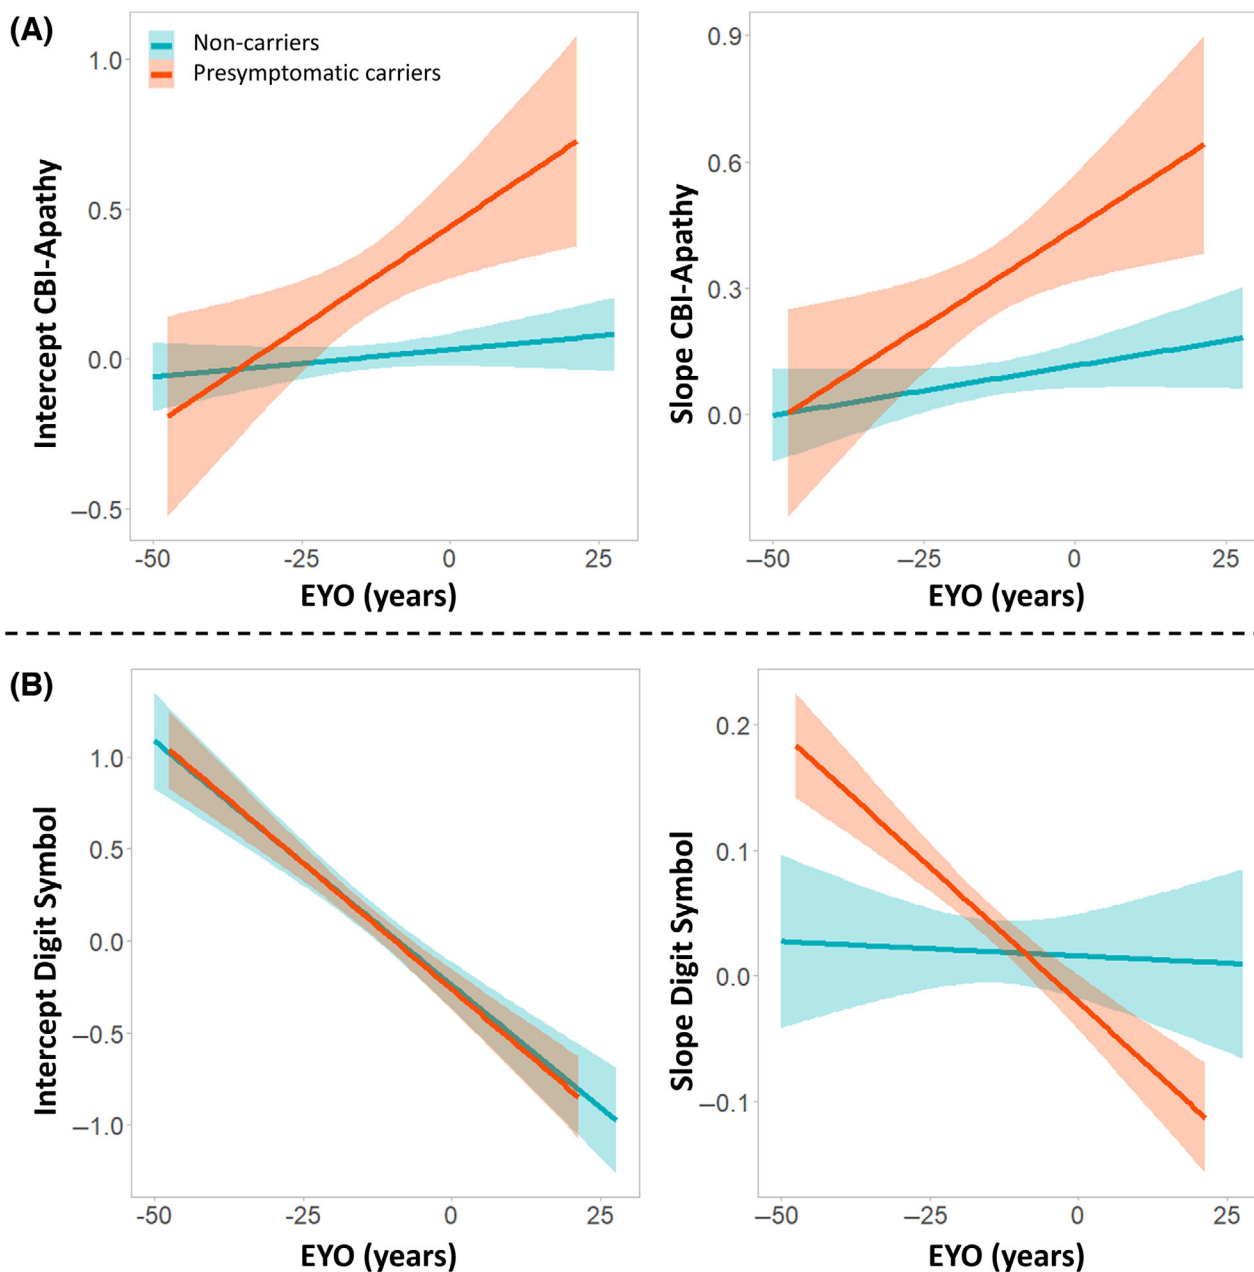 (A)
Non-carriers
Presymptomatic carriers
Intercept CBI-Apathy
1.0
0.5
0.0
−0.5
-50 -25 0 25
EYO (years)
Slope CBI-Apathy
0.9
0.6
0.3
0.0
−50 −25 0 25
EYO (years)
(B)
Intercept Digit Symbol
1.0
0.5
0.0
−0.5
−1.0
-50 -25 0 25
EYO (years)
Slope Digit Symbol
0.2
0.1
0.0
−0.1
−50 −25 0 25
EYO (years)